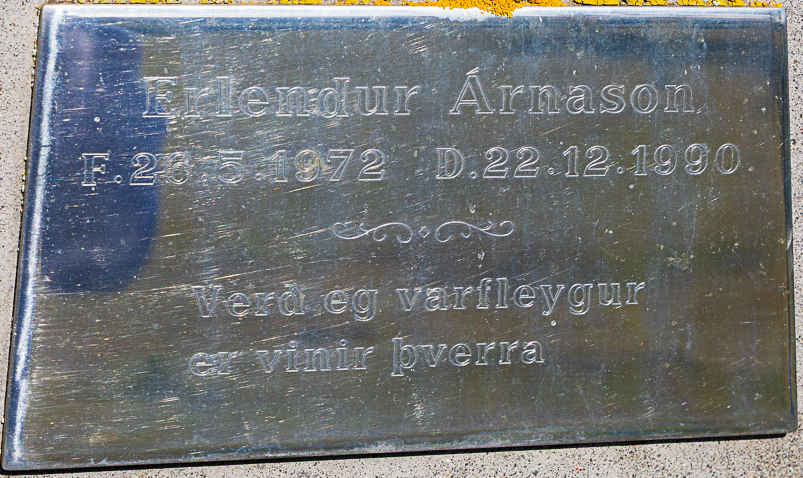 Erlendur Árnason
F.26.5.1972 D.22.12.1990
Verð eg varfleygur
er vinir þverra